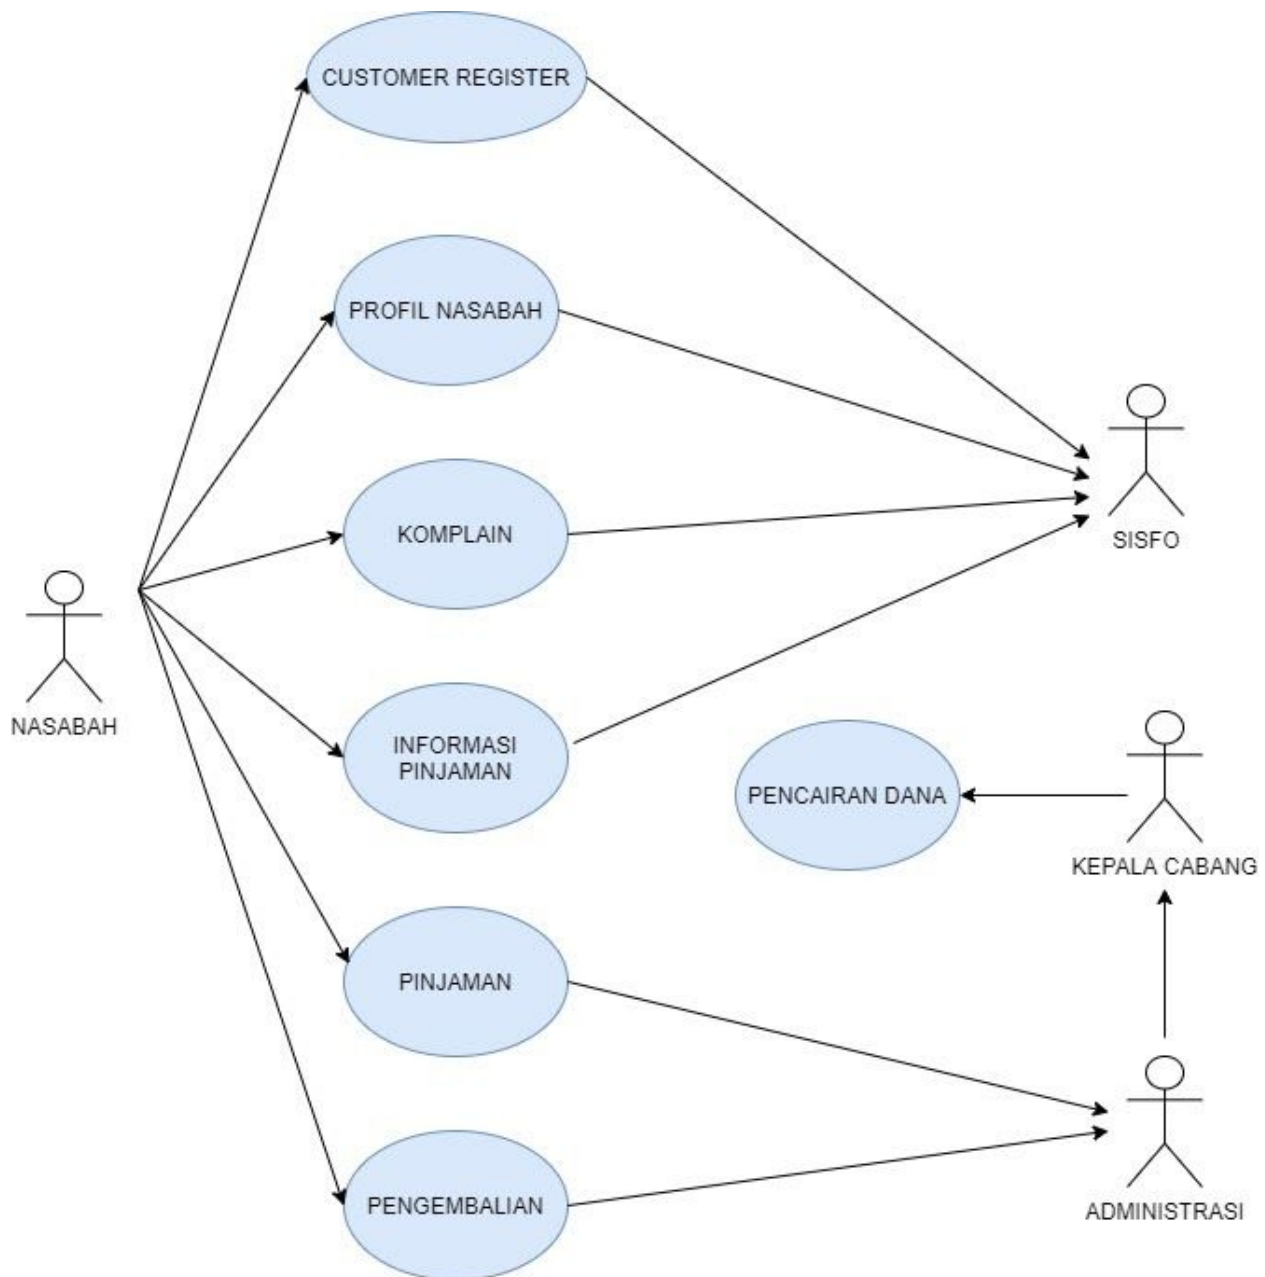 CUSTOMER REGISTER
PROFIL NASABAH
KOMPLAIN
SISFO
NASABAH
INFORMASI
PINJAMAN
PENCAIRAN DANA
KEPALA CABANG
PINJAMAN
PENGEMBALIAN
ADMINISTRASI